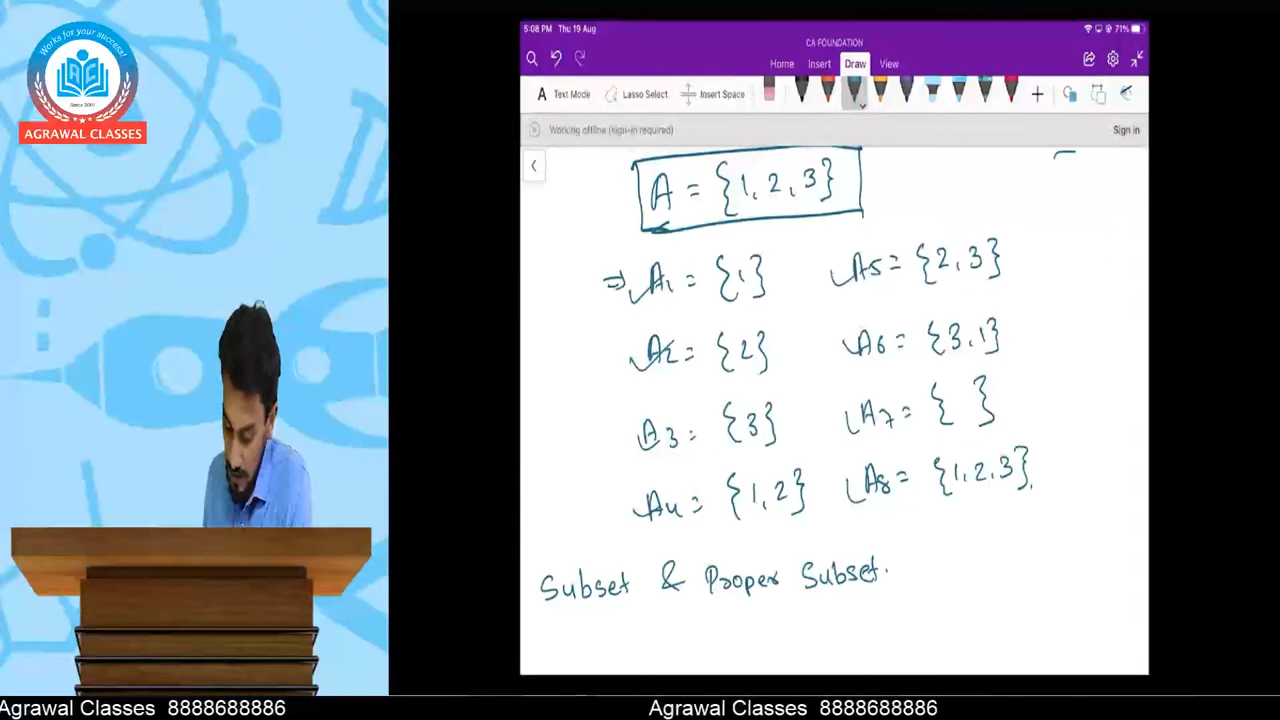 Works for your success!
AC
Since 2001
AGRAWAL CLASSES
5:08 PM Thu 19 Aug
71%
CA FOUNDATION
Home Insert Draw View
A Text Mode Lasso Select Insert Space
Working offline (sign-in required) Sign in
A = {1, 2, 3}
⇒ A1 = {1} A5 = {2, 3}
A2 = {2} A6 = {3, 1}
A3 = {3} A7 = { }
A4 = {1, 2} A8 = {1, 2, 3}.
Subset & Proper Subset.
Agrawal Classes 8888688886 Agrawal Classes 8888688886